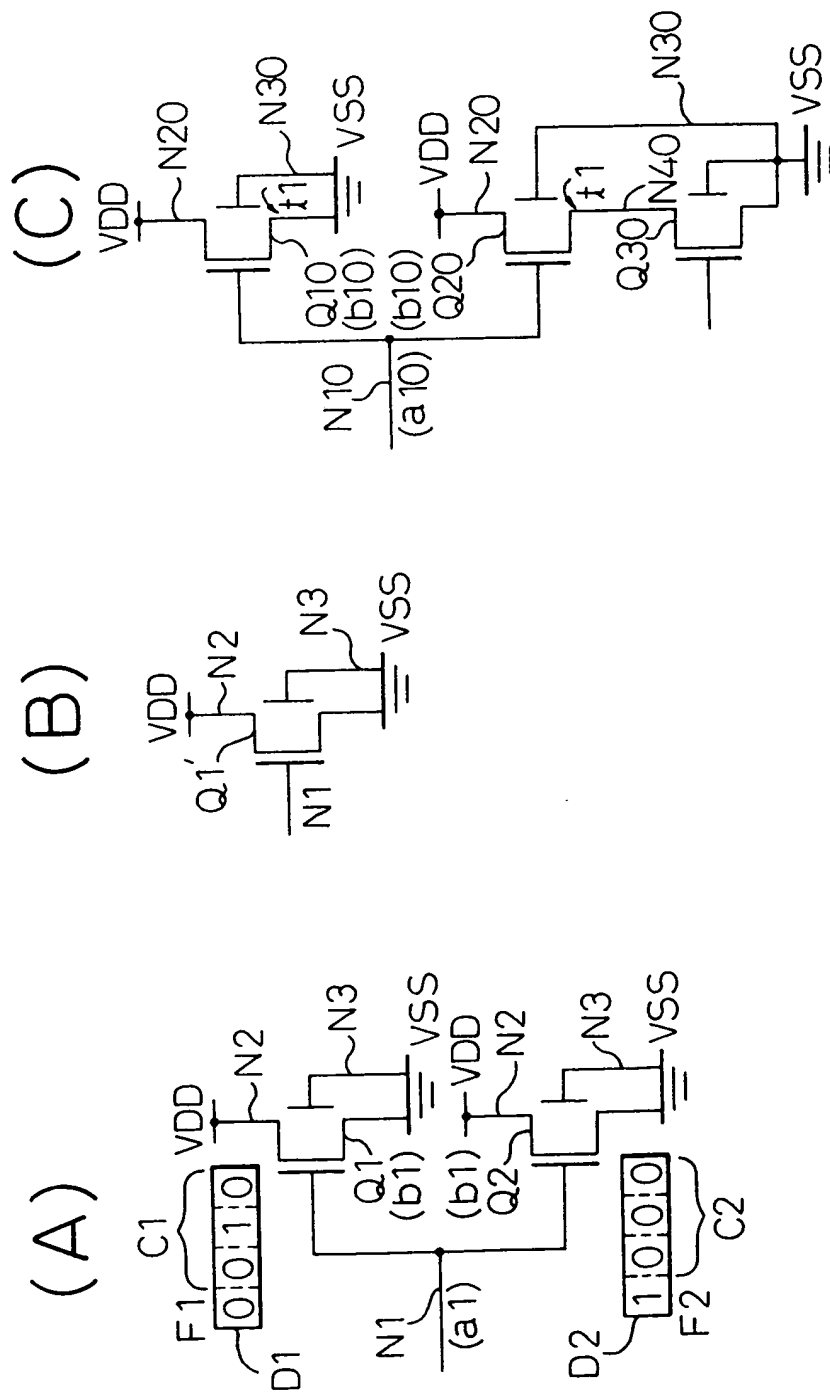 (A)
C1
F1
0 0 1 0
D1
VDD
N2
N3
VSS
Q1
(b1)
N1
(a1)
(b1)
Q2
VDD
N2
N3
VSS
D2
1 0 0 0
F2
C2
(B)
VDD
N2
Q1'
N1
N3
VSS
(C)
VDD
N20
N30
t1
VSS
Q10
(b10)
N10
(a10)
(b10)
Q20
VDD
N20
t1
N40
N30
Q30
VSS